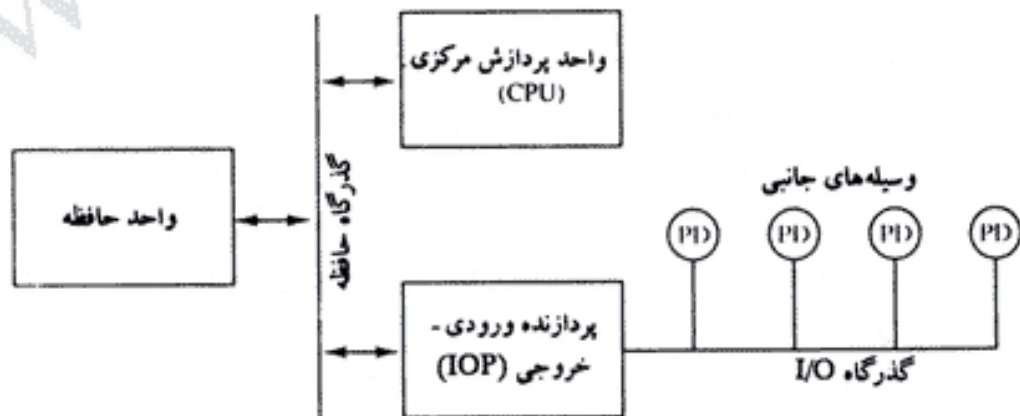 واحد پردازش مرکزی
(CPU)
گذرگاه حافظه
واحد حافظه
وسیله‌های جانبی
PD
PD
PD
PD
پردازنده ورودی -
خروجی (IOP)
گذرگاه I/O